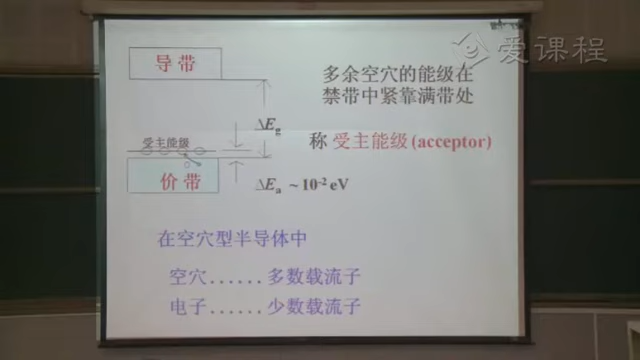 爱课程
导带
多余空穴的能级在
禁带中紧靠满带处
ΔEg
受主能级
称 受主能级(acceptor)
价带
ΔEa ~10⁻² eV
在空穴型半导体中
空穴……多数载流子
电子……少数载流子